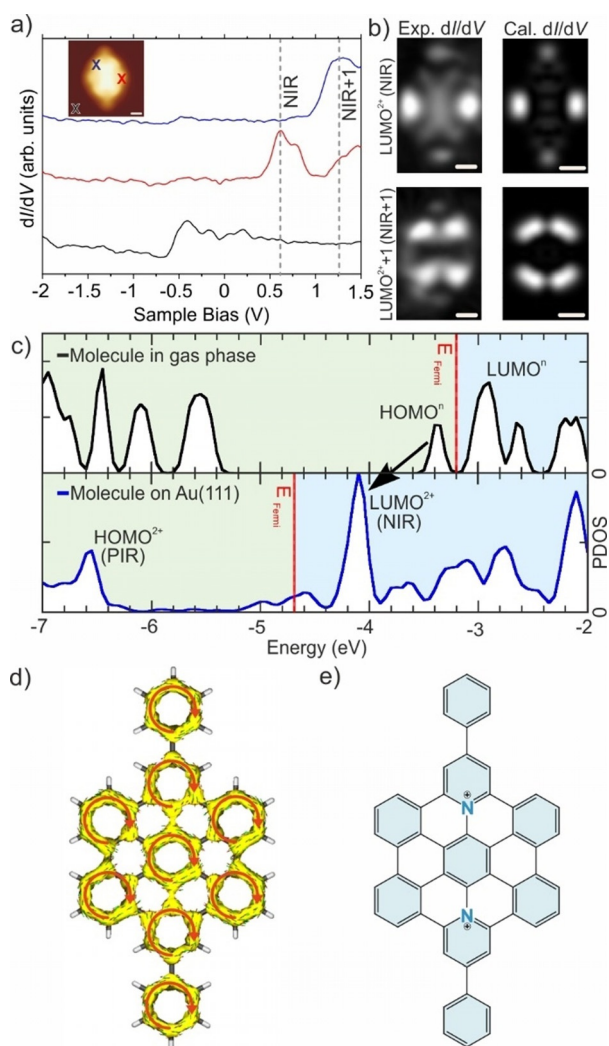 a)
dI/dV (arb. units)
X
X
X
NIR
NIR+1
-2
-1.5
-1
-0.5
0
0.5
1
1.5
Sample Bias (V)
b)
Exp. dI/dV
Cal. dI/dV
LUMO²⁺ (NIR)
LUMO²⁺+1 (NIR+1)
c)
Molecule in gas phase
E Fermi
HOMOⁿ
LUMOⁿ
0
Molecule on Au(111)
E Fermi
HOMO²⁺
(PIR)
LUMO²⁺
(NIR)
0
PDOS
-7
-6
-5
-4
-3
-2
Energy (eV)
d)
e)
N
+
N
+